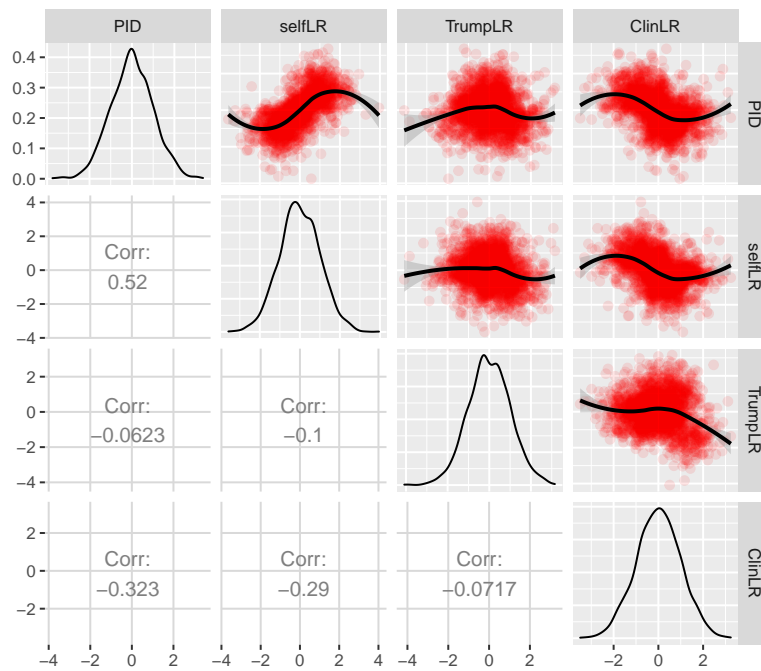 PID selfLR TrumpLR ClinLR
0.4
0.3
0.2
0.1
0.0
PID
4
2
0
−2
−4
Corr:
0.52
selfLR
2
0
−2
−4
Corr:
−0.0623
Corr:
−0.1
TrumpLR
2
0
−2
Corr:
−0.323
Corr:
−0.29
Corr:
−0.0717
ClinLR
−4 −2 0 2 −4 −2 0 2 4 −4 −2 0 2 −2 0 2